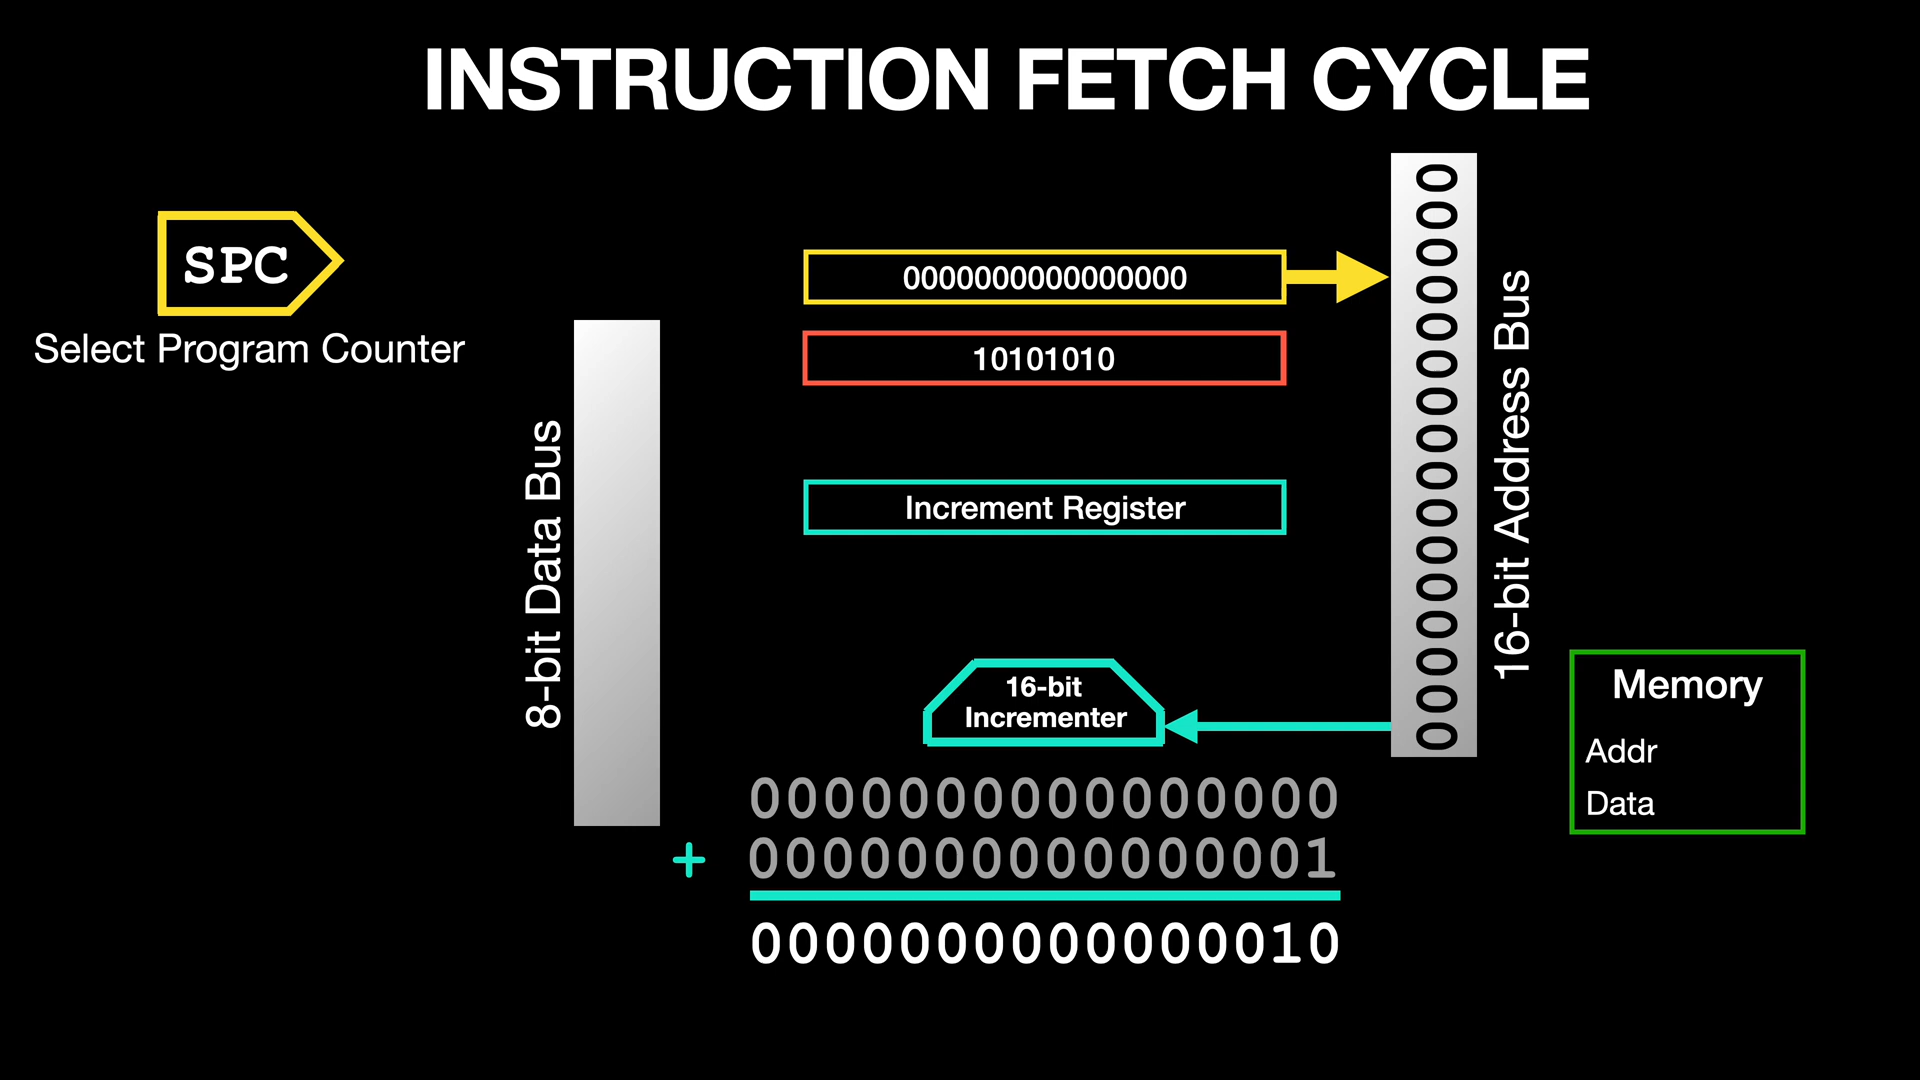 INSTRUCTION FETCH CYCLE
SPC
Select Program Counter
8-bit Data Bus
0000000000000000
10101010
Increment Register
16-bit
Incrementer
0000000000000000
0000000000000001
+
0000000000000010
0000000000000000
16-bit Address Bus
Memory
Addr
Data